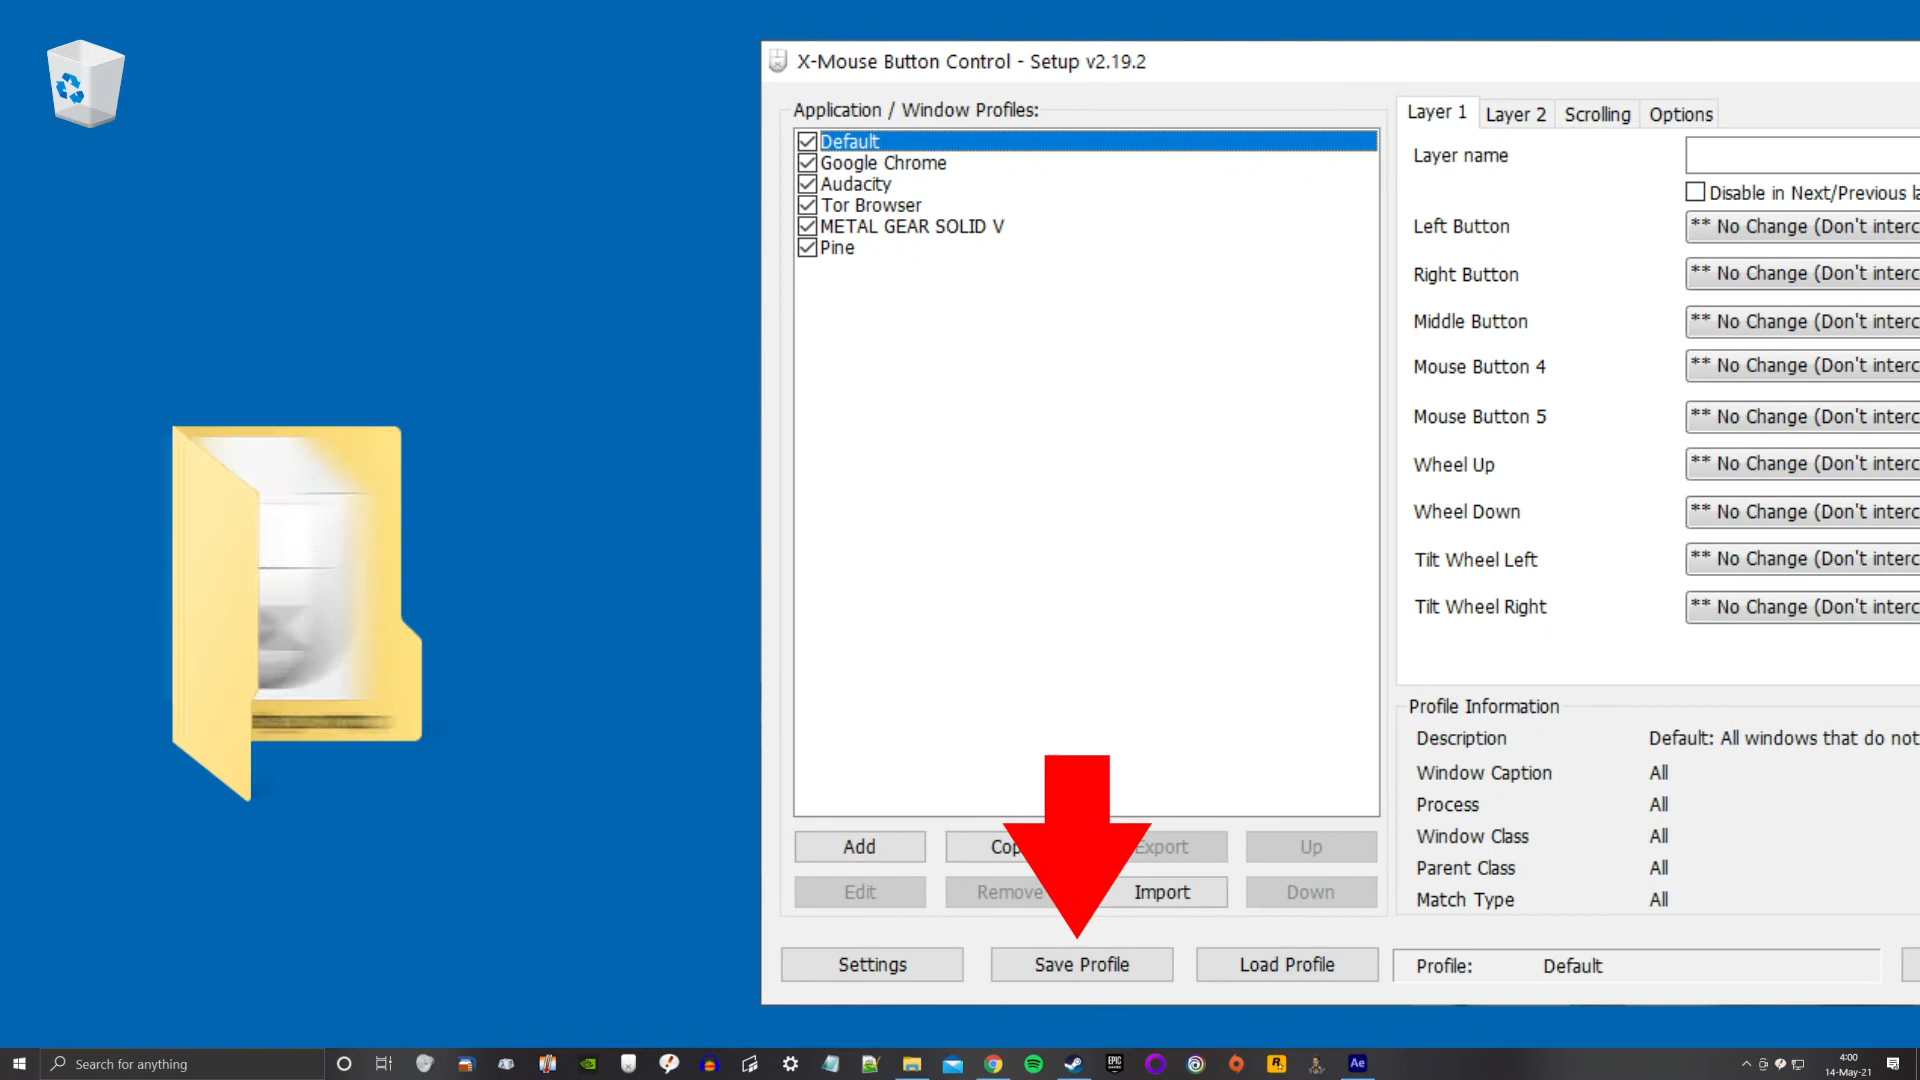 X-Mouse Button Control - Setup v2.19.2
Application / Window Profiles:
Default
Google Chrome
Audacity
Tor Browser
METAL GEAR SOLID V
Pine
Add
Cop
Export
Up
Edit
Remove
Import
Down
Settings
Save Profile
Load Profile
Layer 1
Layer 2
Scrolling
Options
Layer name
Disable in Next/Previous la
Left Button
** No Change (Don't interc
Right Button
** No Change (Don't interc
Middle Button
** No Change (Don't interc
Mouse Button 4
** No Change (Don't interc
Mouse Button 5
** No Change (Don't interc
Wheel Up
** No Change (Don't interc
Wheel Down
** No Change (Don't interc
Tilt Wheel Left
** No Change (Don't interc
Tilt Wheel Right
** No Change (Don't interc
Profile Information
Description Default: All windows that do not
Window Caption All
Process All
Window Class All
Parent Class All
Match Type All
Profile: Default
Search for anything
EPIC
R
Ae
4:00
14-May-21